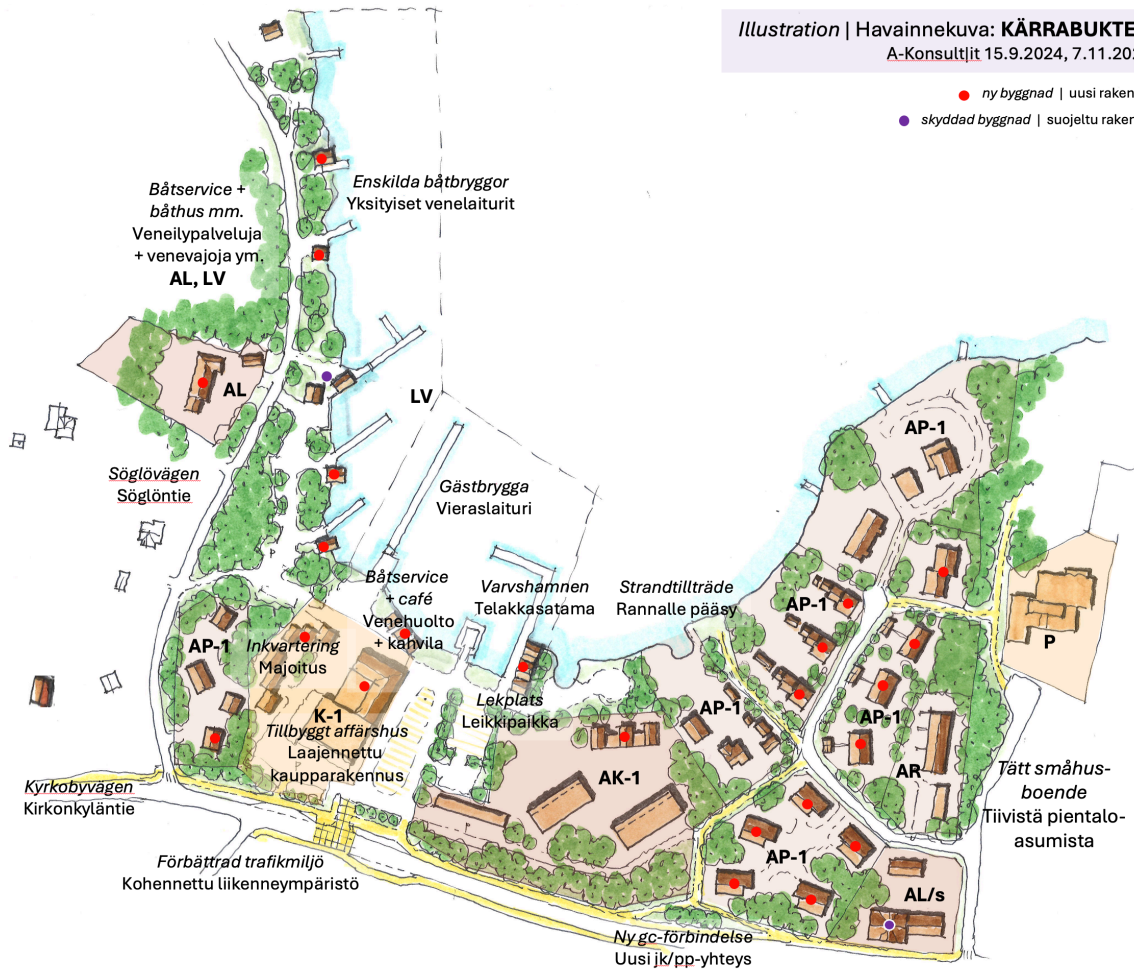 Illustration | Havainnekuva: KÄRRABUKTE
A-Konsult|it 15.9.2024, 7.11.202
ny byggnad | uusi raken
skyddad byggnad | suojeltu raken
Enskilda båtbryggor
Yksityiset venelaiturit
Båtservice +
båthus mm.
Veneilypalveluja
+ venevajoja ym.
AL, LV
AL
LV
Söglövägen
Söglöntie
Gästbrygga
Vieraslaituri
AP-1
Båtservice
+ café
Venehuolto
+ kahvila
Varvshamnen
Telakkasatama
Strandtillträde
Rannalle pääsy
AP-1
AP-1
Inkvartering
Majoitus
P
P
Lekplats
Leikkipaikka
AP-1
AP-1
K-1
Tillbyggt affärshus
Laajennettu
kaupparakennus
AK-1
AR
Kyrkobyvägen
Kirkonkyläntie
Tätt småhus-
boende
Tiivistä pientalo-
asumista
Förbättrad trafikmiljö
Kohennettu liikenneympäristö
AP-1
AL/s
Ny gc-förbindelse
Uusi jk/pp-yhteys